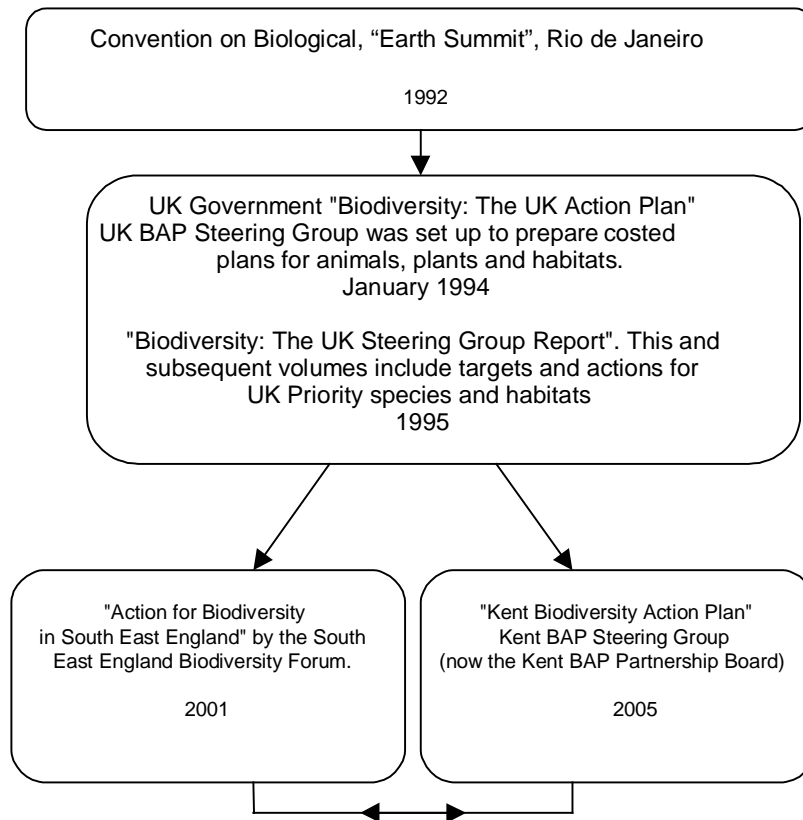 Convention on Biological, “Earth Summit”, Rio de Janeiro
1992
UK Government "Biodiversity: The UK Action Plan"
UK BAP Steering Group was set up to prepare costed
plans for animals, plants and habitats.
January 1994
"Biodiversity: The UK Steering Group Report". This and
subsequent volumes include targets and actions for
UK Priority species and habitats
1995
"Action for Biodiversity
in South East England" by the South
East England Biodiversity Forum.
2001
"Kent Biodiversity Action Plan"
Kent BAP Steering Group
(now the Kent BAP Partnership Board)
2005